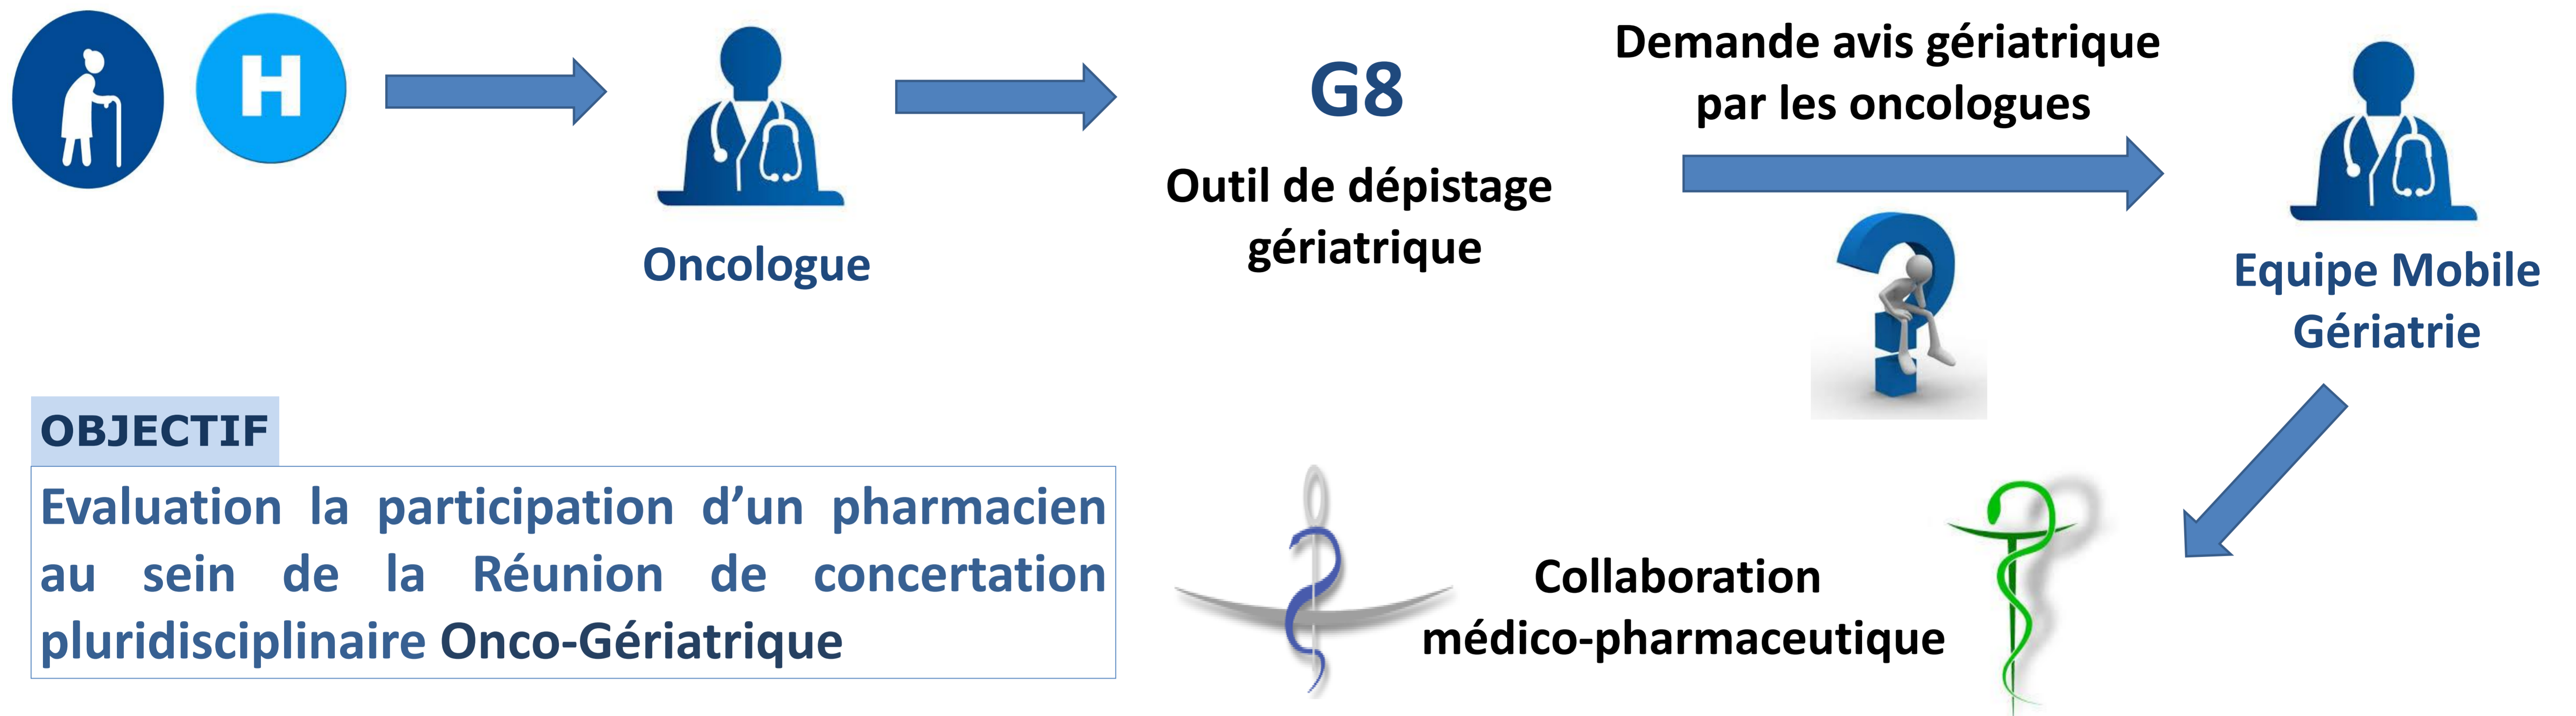 H
Oncologue
G8
Outil de dépistage
gériatrique
Demande avis gériatrique
par les oncologues
Equipe Mobile
Gériatrie
OBJECTIF
Evaluation la participation d’un pharmacien
au sein de la Réunion de concertation
pluridisciplinaire Onco-Gériatrique
Collaboration
médico-pharmaceutique